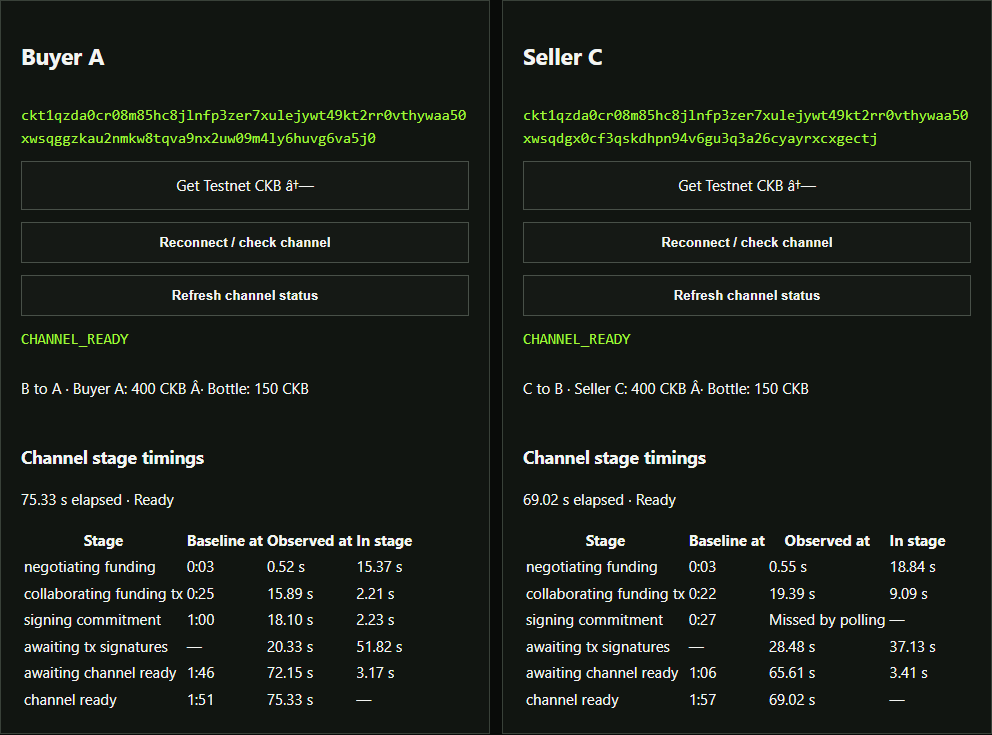 Buyer A
ckt1qzda0cr08m85hc8jlnfp3zer7xulejywt49kt2rr0vthywaa50
xwsqggzkau2nmkw8tqva9nx2uw09m4ly6huvg6va5j0
Get Testnet CKB â†—
Reconnect / check channel
Refresh channel status
CHANNEL_READY
B to A · Buyer A: 400 CKB Â· Bottle: 150 CKB
Channel stage timings
75.33 s elapsed · Ready
Stage Baseline at Observed at In stage
negotiating funding 0:03 0.52 s 15.37 s
collaborating funding tx 0:25 15.89 s 2.21 s
signing commitment 1:00 18.10 s 2.23 s
awaiting tx signatures — 20.33 s 51.82 s
awaiting channel ready 1:46 72.15 s 3.17 s
channel ready 1:51 75.33 s —
Seller C
ckt1qzda0cr08m85hc8jlnfp3zer7xulejywt49kt2rr0vthywaa50
xwsqdgx0cf3qskdhpn94v6gu3q3a26cyayrxcxgectj
Get Testnet CKB â†—
Reconnect / check channel
Refresh channel status
CHANNEL_READY
C to B · Seller C: 400 CKB Â· Bottle: 150 CKB
Channel stage timings
69.02 s elapsed · Ready
Stage Baseline at Observed at In stage
negotiating funding 0:03 0.55 s 18.84 s
collaborating funding tx 0:22 19.39 s 9.09 s
signing commitment 0:27 Missed by polling —
awaiting tx signatures — 28.48 s 37.13 s
awaiting channel ready 1:06 65.61 s 3.41 s
channel ready 1:57 69.02 s —